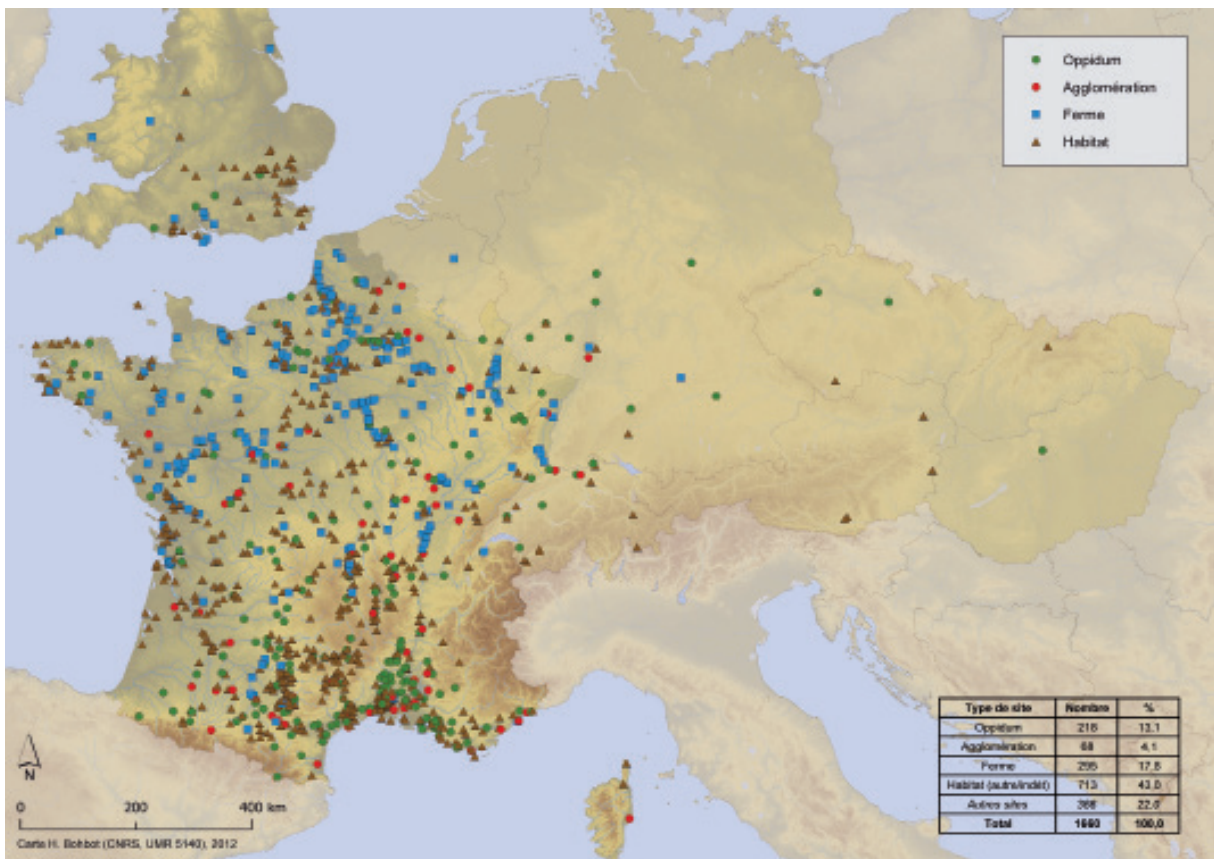 Oppidum
Agglomération
Ferme
Habitat
Type de site Nombre %
Oppidum 218 13,1
Agglomération 68 4,1
Ferme 295 17,8
Habitat (autre/indét) 713 43,0
Autres sites 366 22,0
Total 1660 100,0
N
0 200 400 km
Carte H. Bohbot (CNRS, UMR 5140), 2012